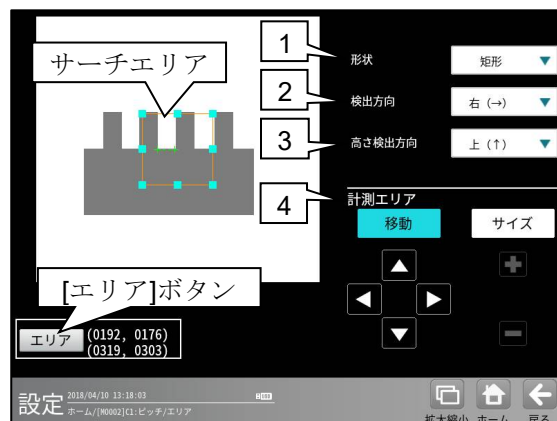 サーチエリア
1
形状
矩形
2
検出方向
右 (→)
3
高さ検出方向
上 (↑)
4
計測エリア
移動
サイズ
[エリア]ボタン
エリア
(0192, 0176)
(0319, 0303)
設定
2018/04/10 13:18:03
ホーム/[M0002]C1:ピッチ/エリア
拡大縮小
ホーム
戻る